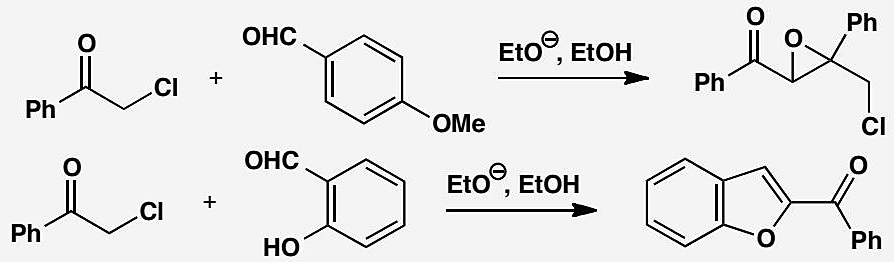 O OHC EtO⊖, EtOH O O Ph
Ph Cl + OMe Ph Cl
O OHC EtO⊖, EtOH O
Ph Cl + HO O Ph